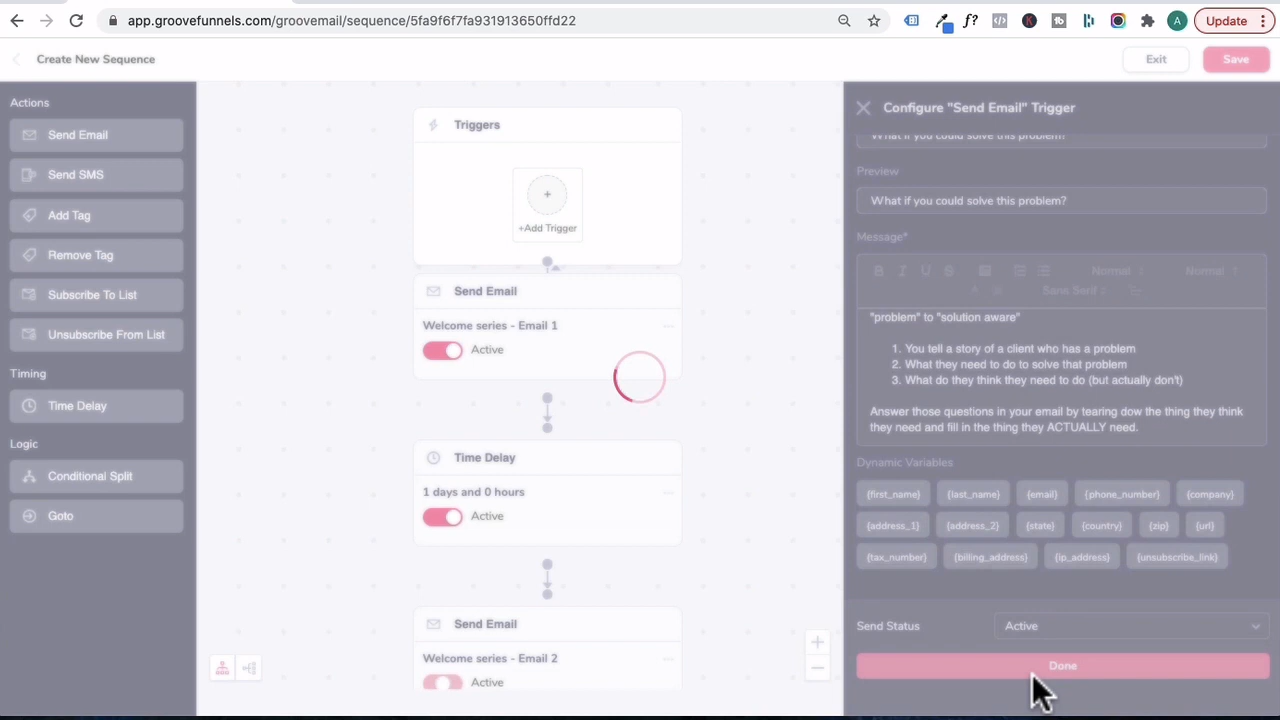 app.groovefunnels.com/groovemail/sequence/5fa9f6f7fa931913650ffd22
f?
A
Update
Create New Sequence
Exit
Save
Actions
Send Email
Send SMS
Add Tag
Remove Tag
Subscribe To List
Unsubscribe From List
Timing
Time Delay
Logic
Conditional Split
Goto
Triggers
+Add Trigger
Send Email
Welcome series - Email 1
Active
Time Delay
1 days and 0 hours
Active
Send Email
Welcome series - Email 2
Active
Configure "Send Email" Trigger
What if you could solve this problem?
Preview
What if you could solve this problem?
Message*
B I U S Normal Normal
A Sans Serif
"problem" to "solution aware"
1. You tell a story of a client who has a problem
2. What they need to do to solve that problem
3. What do they think they need to do (but actually don't)
Answer those questions in your email by tearing dow the thing they think
they need and fill in the thing they ACTUALLY need.
Dynamic Variables
{first_name} {last_name} {email} {phone_number} {company}
{address_1} {address_2} {state} {country} {zip} {url}
{tax_number} {biiling_address} {ip_address} {unsubscribe_link}
Send Status
Active
Done